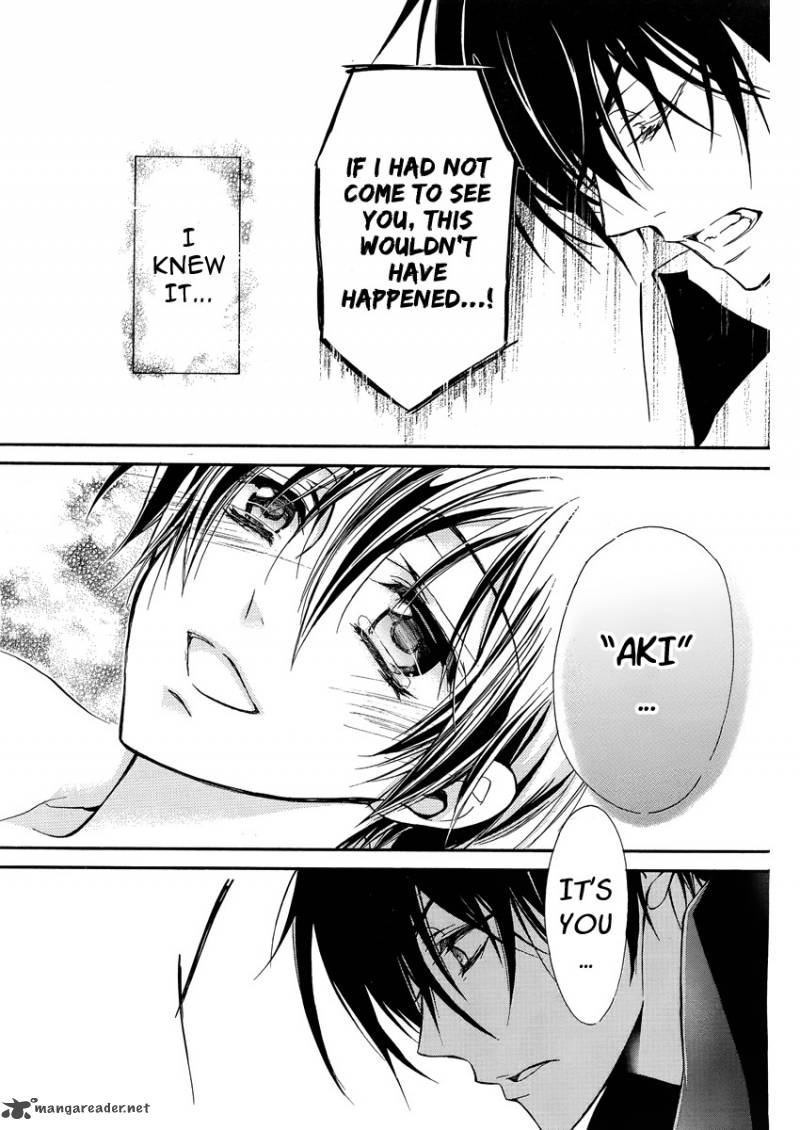 IF I HAD NOT
COME TO SEE
YOU, THIS
WOULDN'T
HAVE
HAPPENED...!
I
KNEW
IT...
"AKI"
...
IT'S
YOU
...
mangareader.net